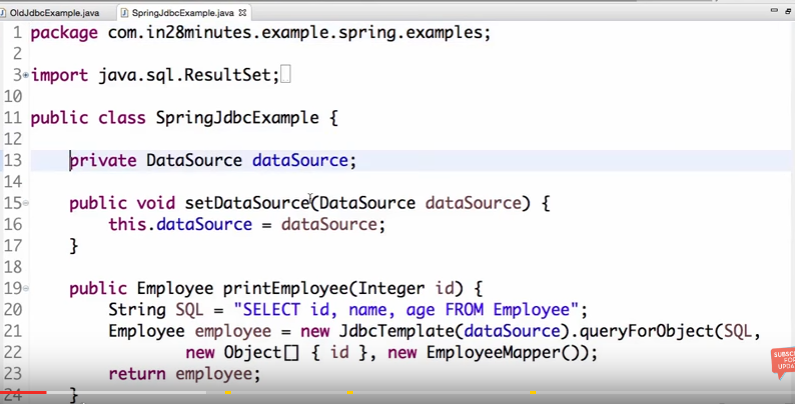 OldJdbcExample.java SpringJdbcExample.java
1 package com.in28minutes.example.spring.examples;
2
3 import java.sql.ResultSet;
10
11 public class SpringJdbcExample {
12
13 private DataSource dataSource;
14
15 public void setDataSource(DataSource dataSource) {
16 this.dataSource = dataSource;
17 }
18
19 public Employee printEmployee(Integer id) {
20 String SQL = "SELECT id, name, age FROM Employee";
21 Employee employee = new JdbcTemplate(dataSource).queryForObject(SQL,
22 new Object[] { id }, new EmployeeMapper());
23 return employee;
24 }
SUBSC
FOR
UPDA